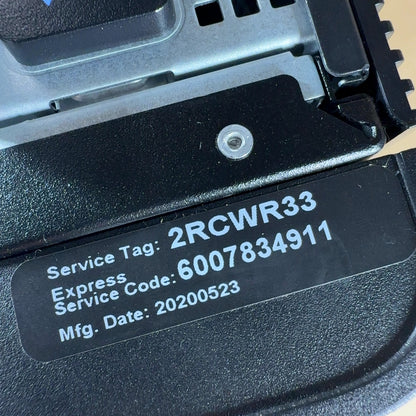 Service Tag: 2RCWR33
Express
Service Code: 6007834911
Mfg. Date: 20200523